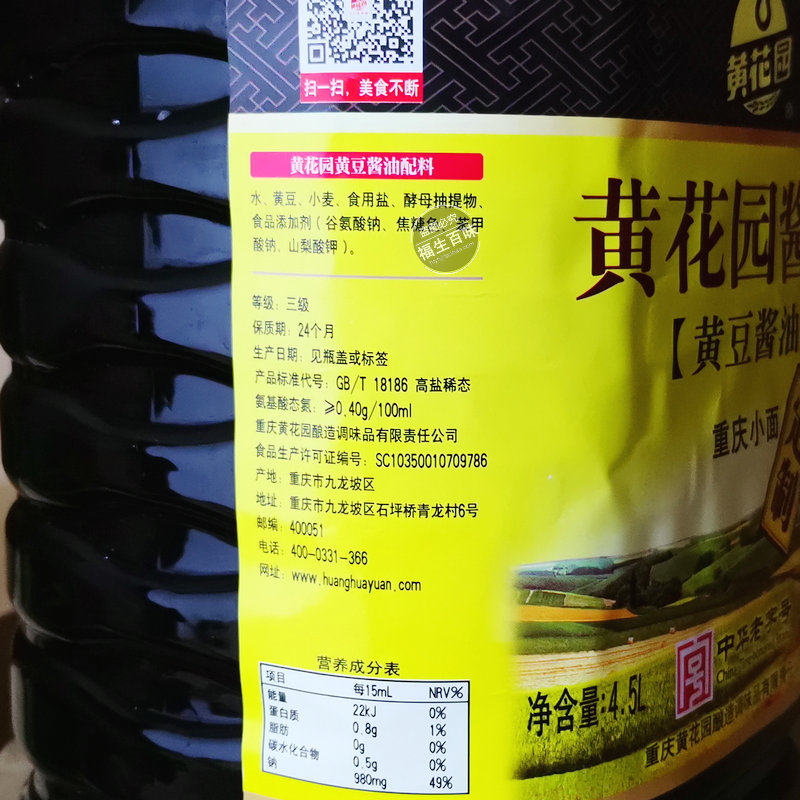 扫一扫，美食不断
黄花园
黄花园黄豆酱油配料
水、黄豆、小麦、食用盐、酵母抽提物、
食品添加剂（谷氨酸钠、焦糖色、苯甲
酸钠、山梨酸钾）。
福生百味
等级：三级
保质期：24个月
生产日期：见瓶盖或标签
产品标准代号：GB/T 18186 高盐稀态
氨基酸态氮：≥0.40g/100ml
重庆黄花园酿造调味品有限责任公司
食品生产许可证编号：SC10350010709786
产地：重庆市九龙坡区
地址：重庆市九龙坡区石坪桥青龙村6号
邮编：400051
电话：400-0331-366
网址：www.huanghuayuan.com
营养成分表
项目 每15mL NRV%
能量 22kJ 0%
蛋白质 0.8g 1%
脂肪 0g 0%
碳水化合物 0.5g 0%
钠 980mg 49%
黄花园酱
【黄豆酱油
重庆小面
制
中华老字号
China
净含量:4.5L
重庆黄花园酿造调味品有限责